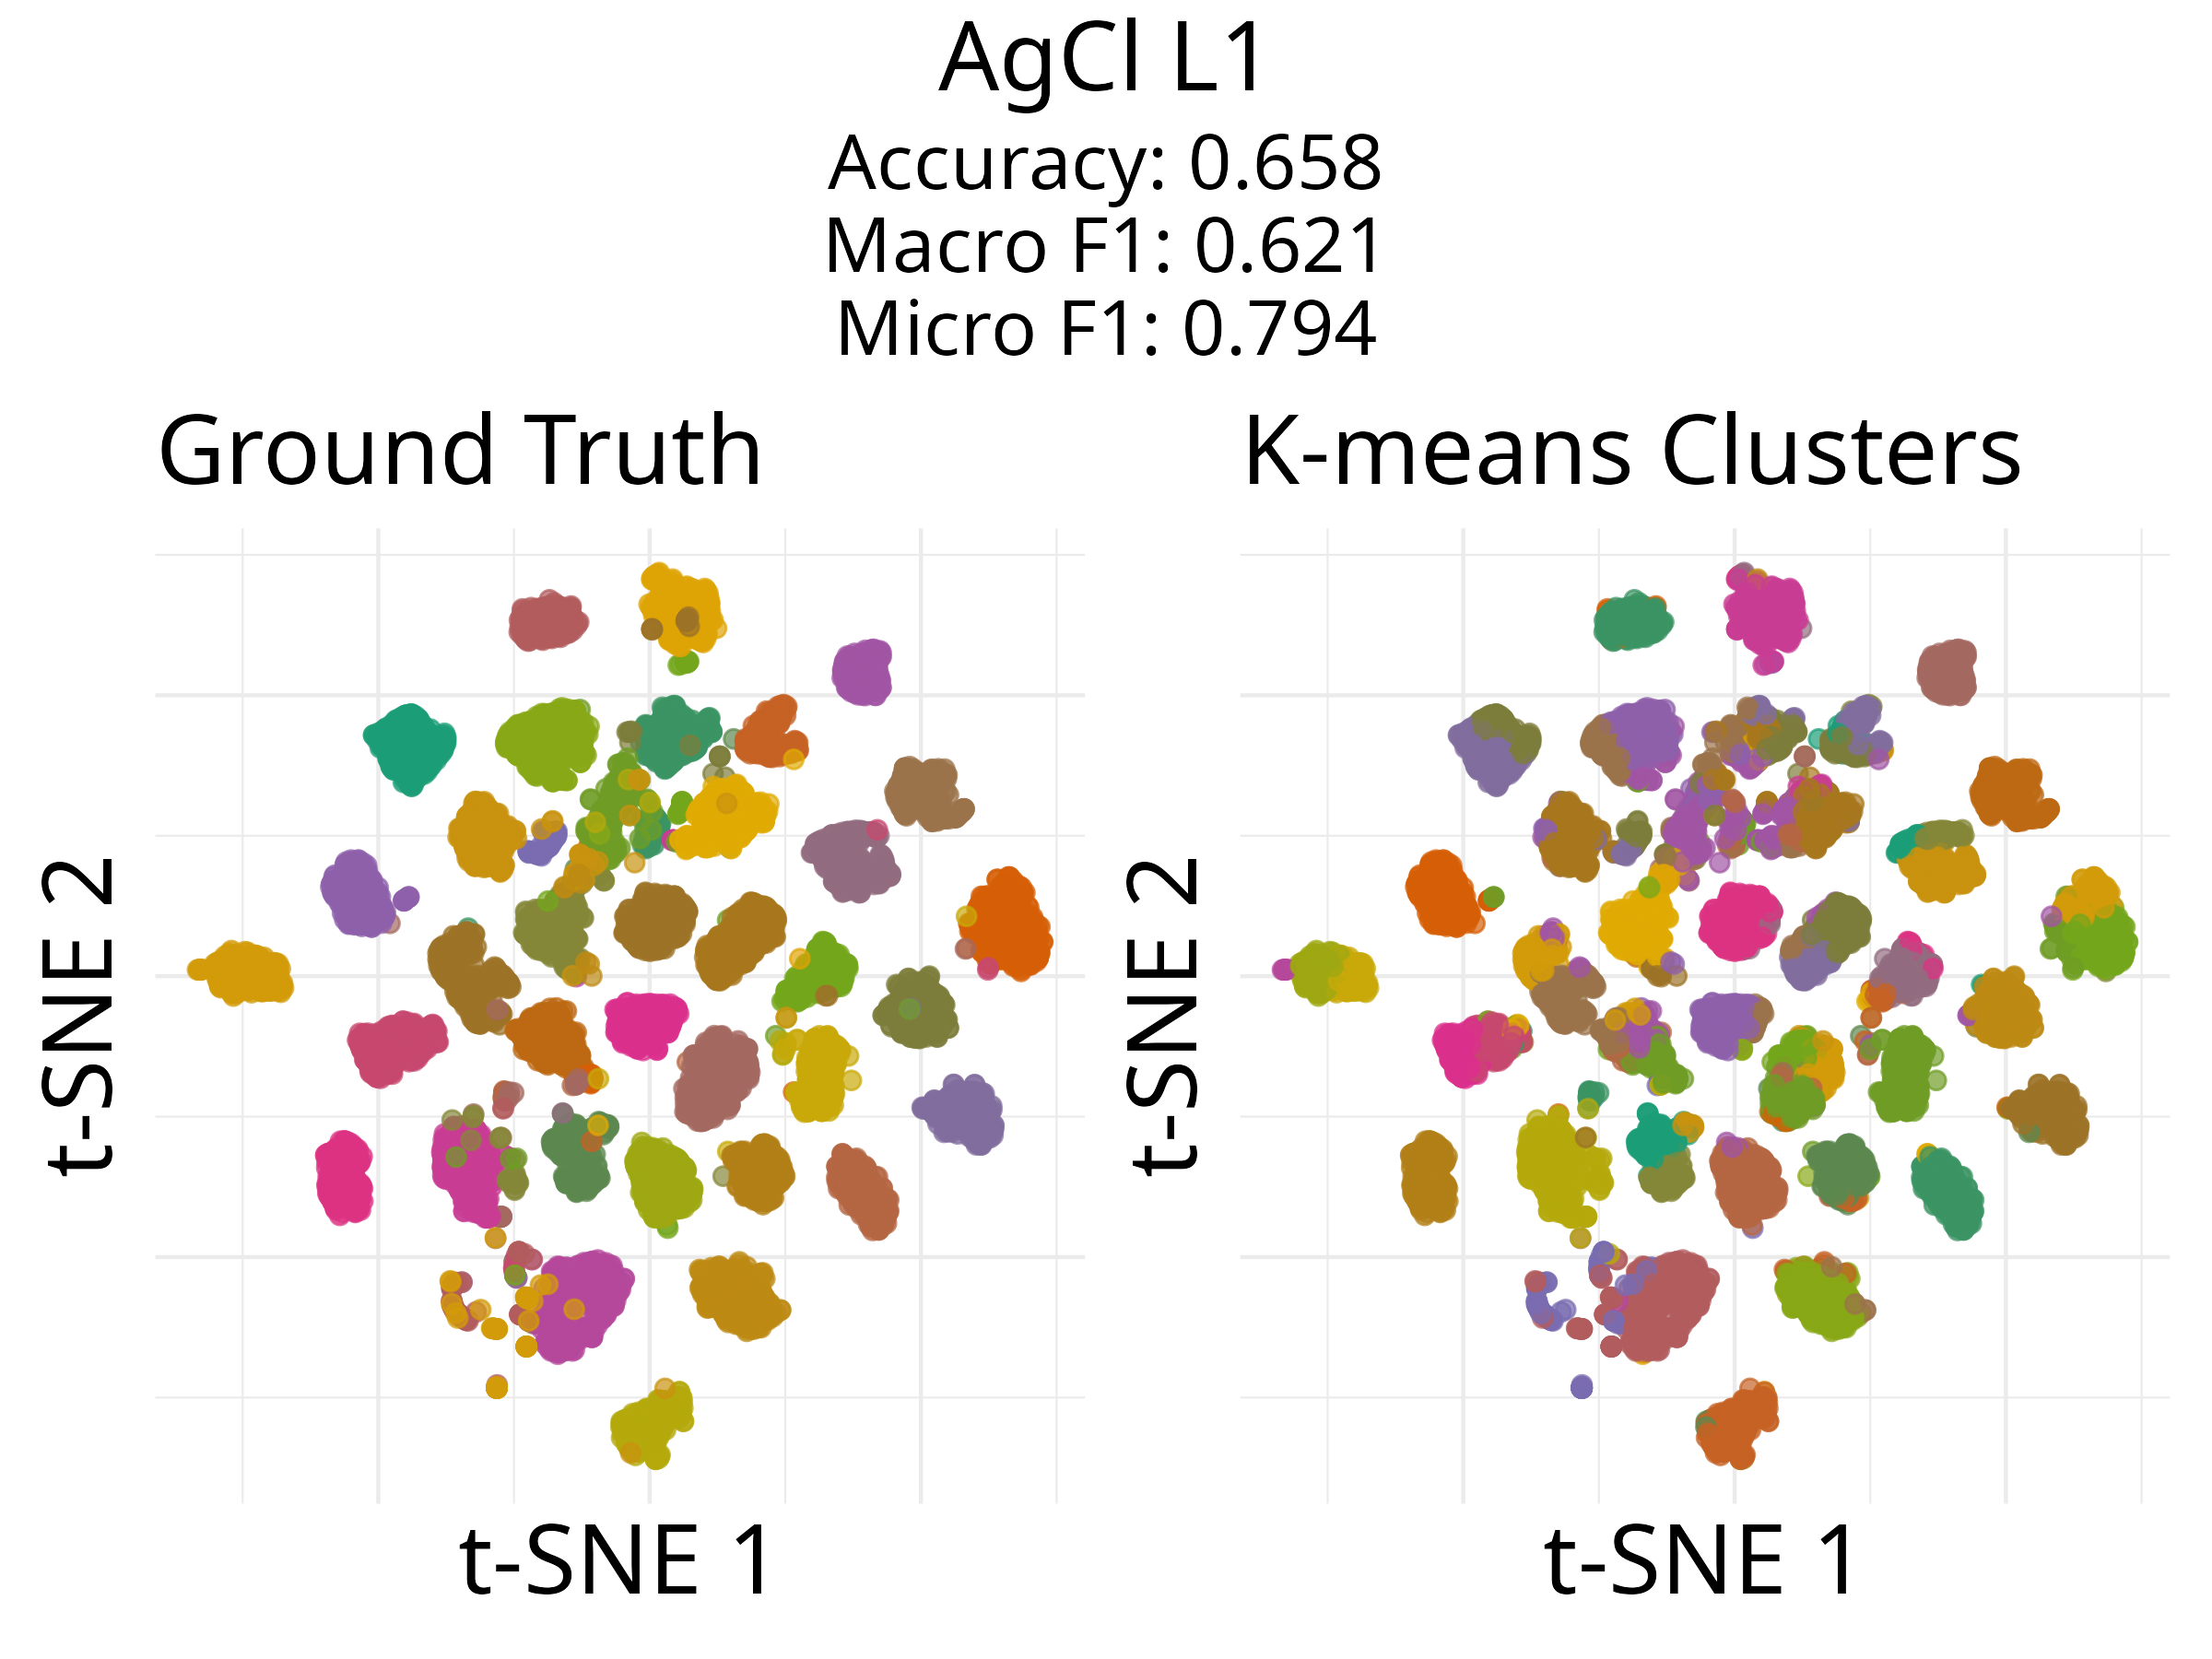 AgCl L1
Accuracy: 0.658
Macro F1: 0.621
Micro F1: 0.794
Ground Truth
K-means Clusters
t-SNE 2
t-SNE 2
t-SNE 1
t-SNE 1